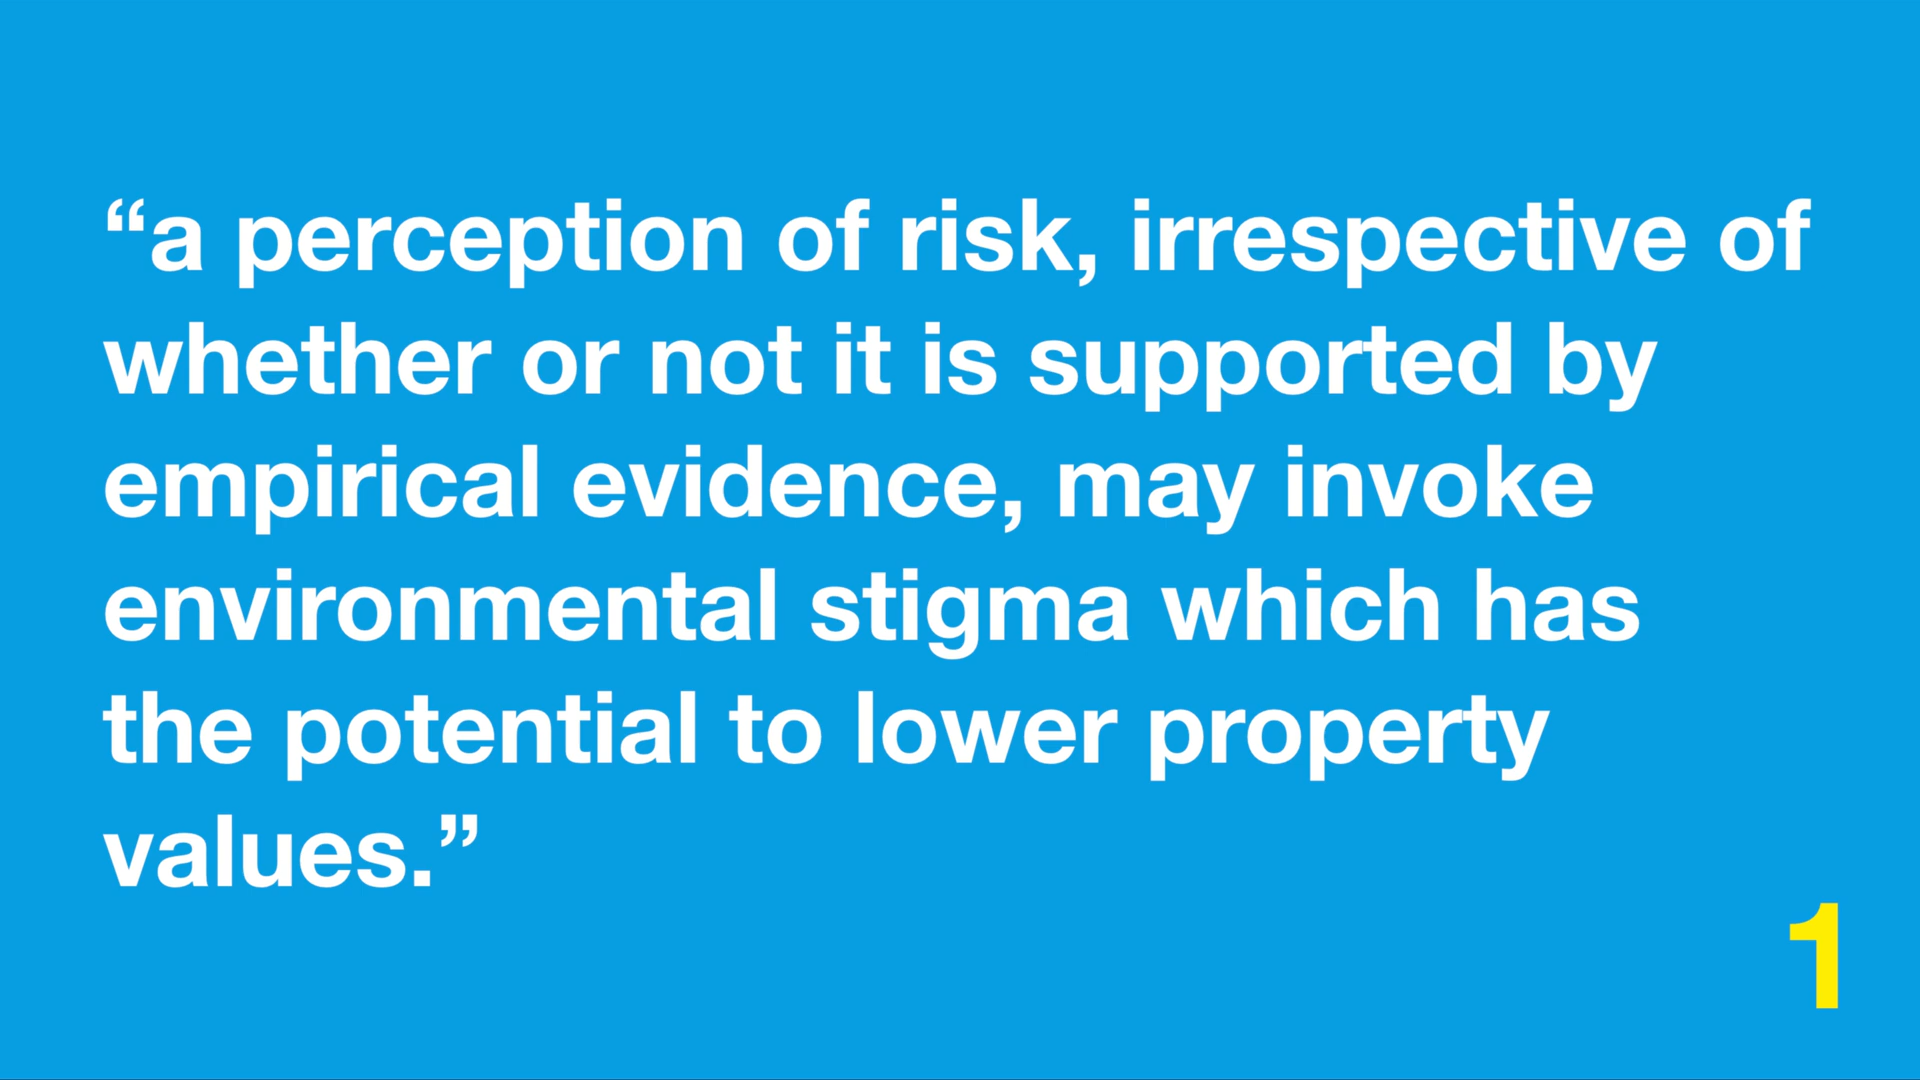 “a perception of risk, irrespective of
whether or not it is supported by
empirical evidence, may invoke
environmental stigma which has
the potential to lower property
values.”
1